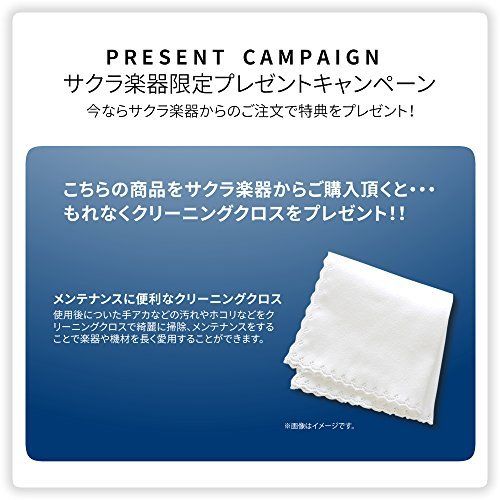 PRESENT CAMPAIGN
サクラ楽器限定プレゼントキャンペーン
今ならサクラ楽器からのご注文で特典をプレゼント!
こちらの商品をサクラ楽器からご購入頂くと・・・
もれなくクリーニングクロスをプレゼント!!
メンテナンスに便利なクリーニングクロス
使用後についた手アカなどの汚れやホコリなどをク
リーニングクロスで綺麗に掃除、メンテナンスをする
ことで楽器や機材を長く愛用することができます。
※画像はイメージです。